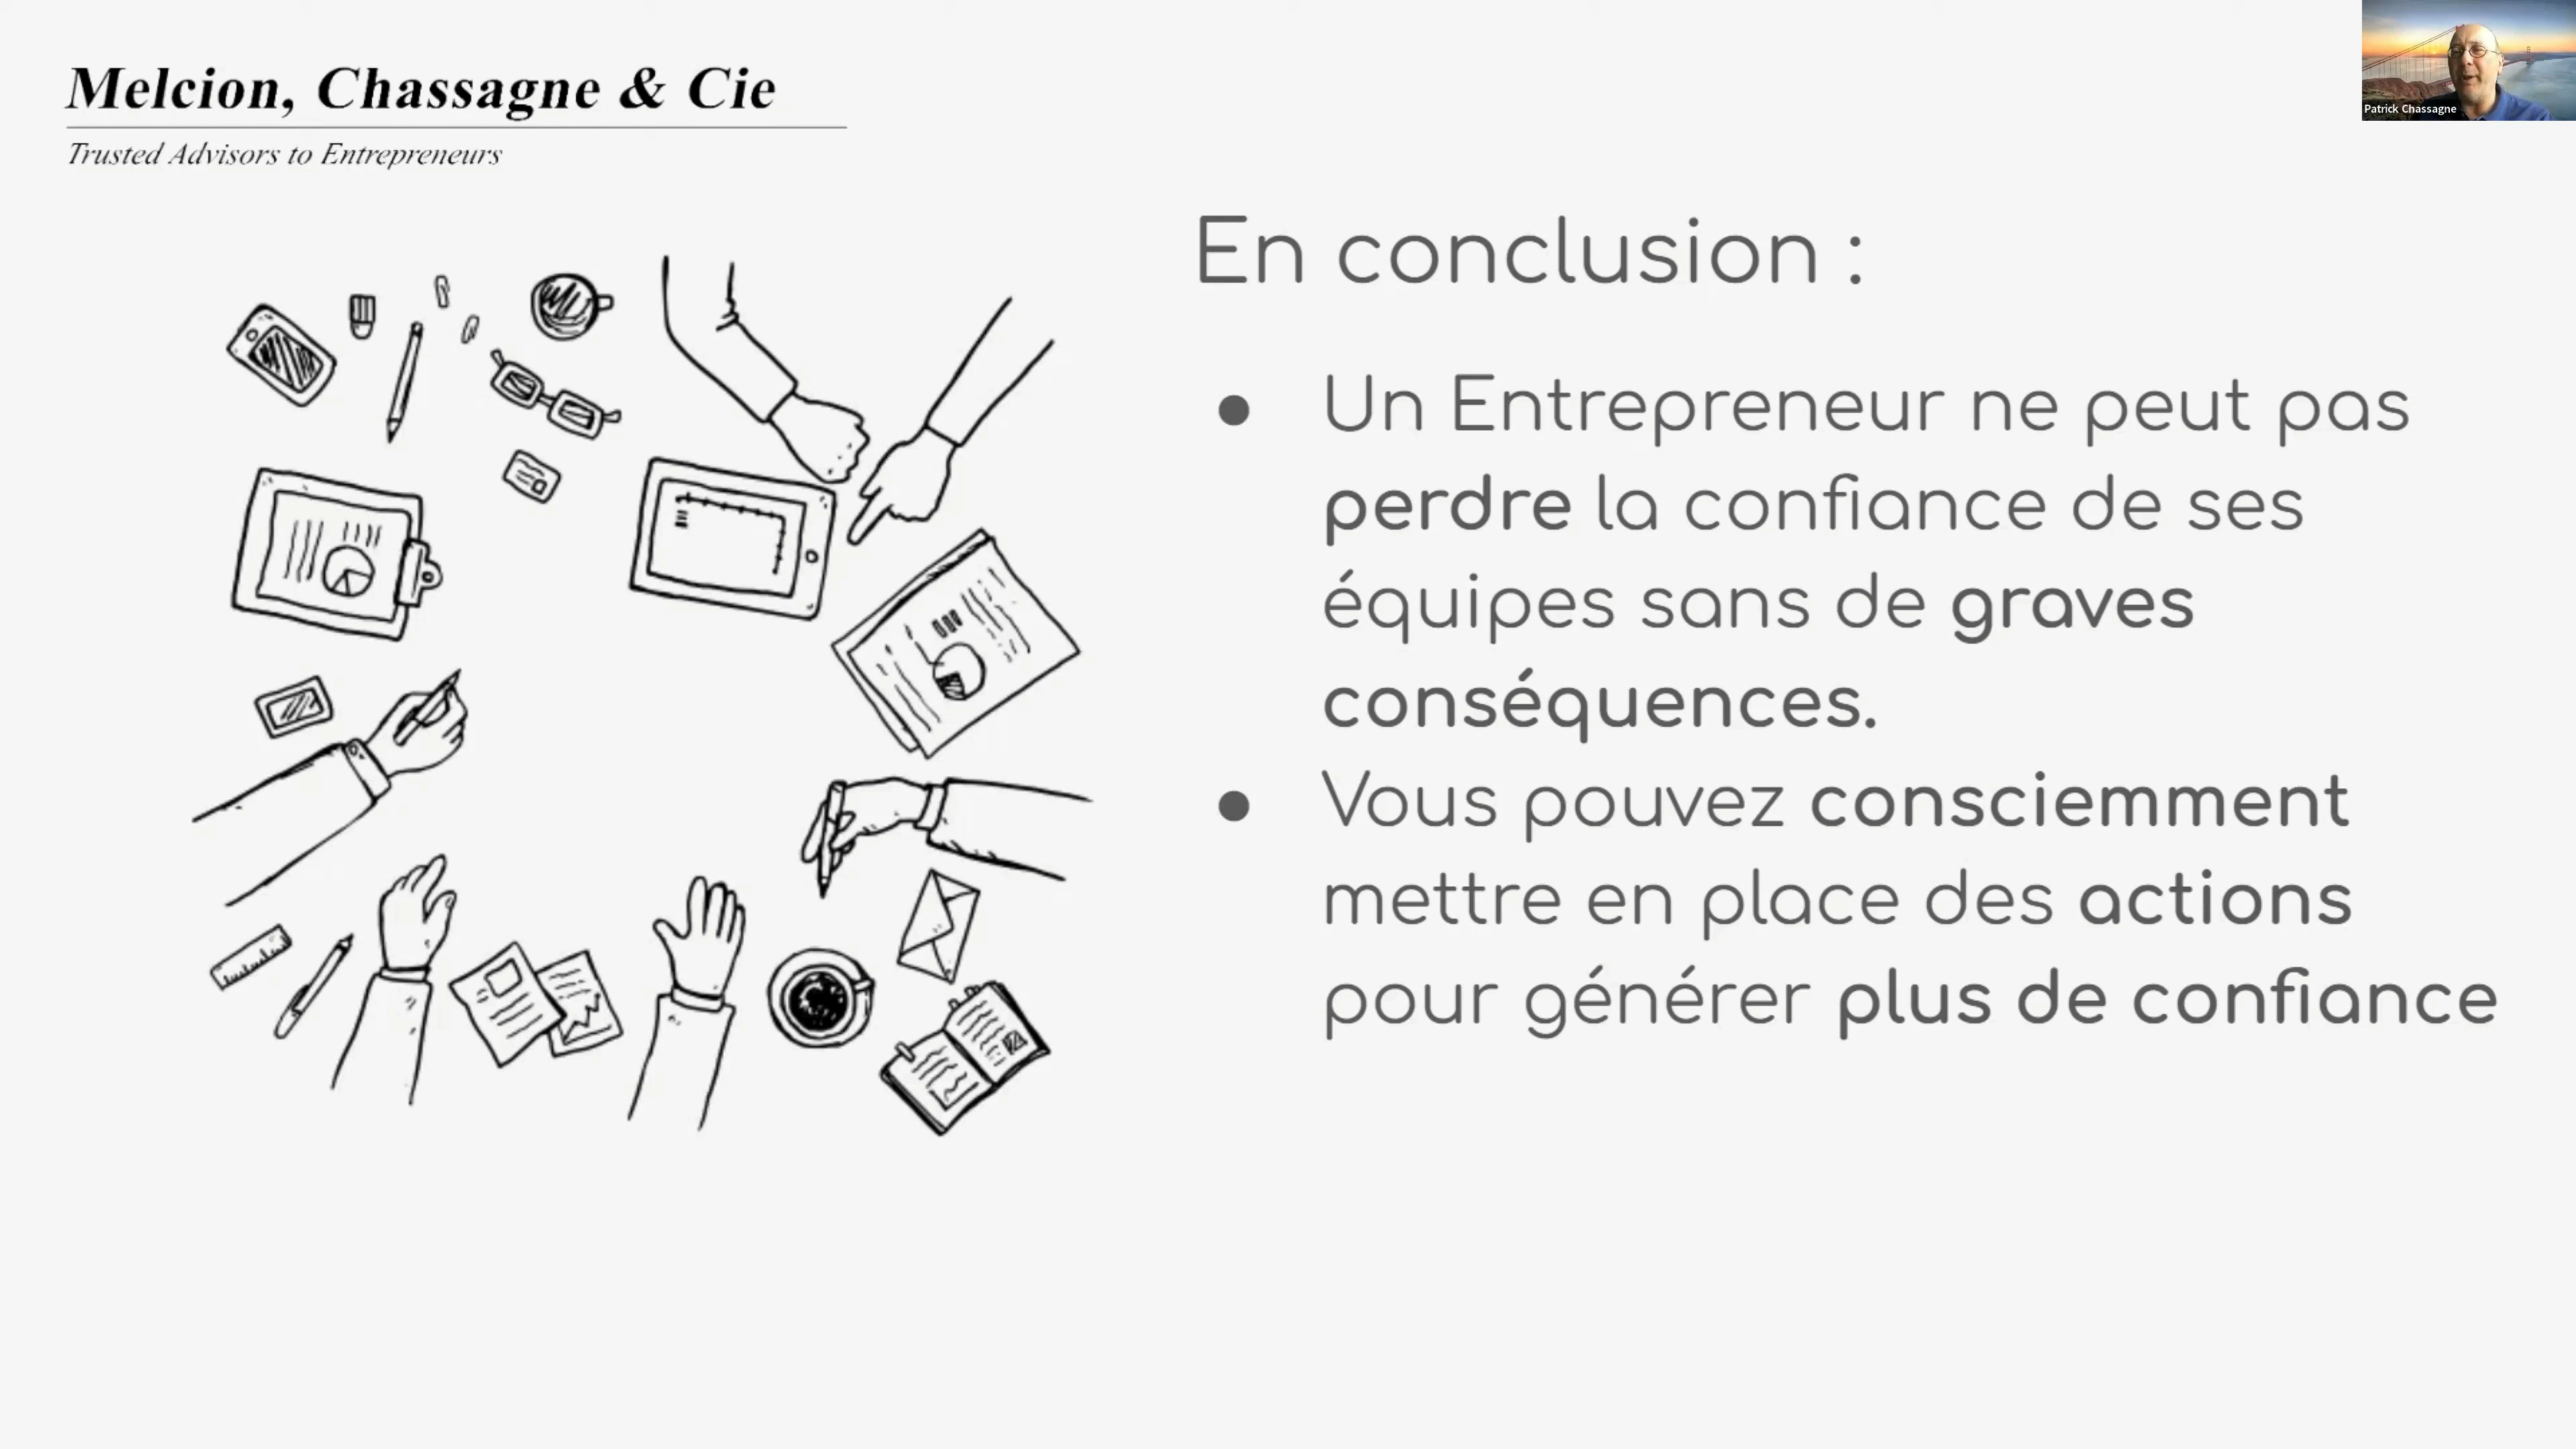 Melcion, Chassagne & Cie
Trusted Advisors to Entrepreneurs
Patrick Chassagne
En conclusion :
● Un Entrepreneur ne peut pas
perdre la confiance de ses
équipes sans de graves
conséquences.
● Vous pouvez consciemment
mettre en place des actions
pour générer plus de confiance